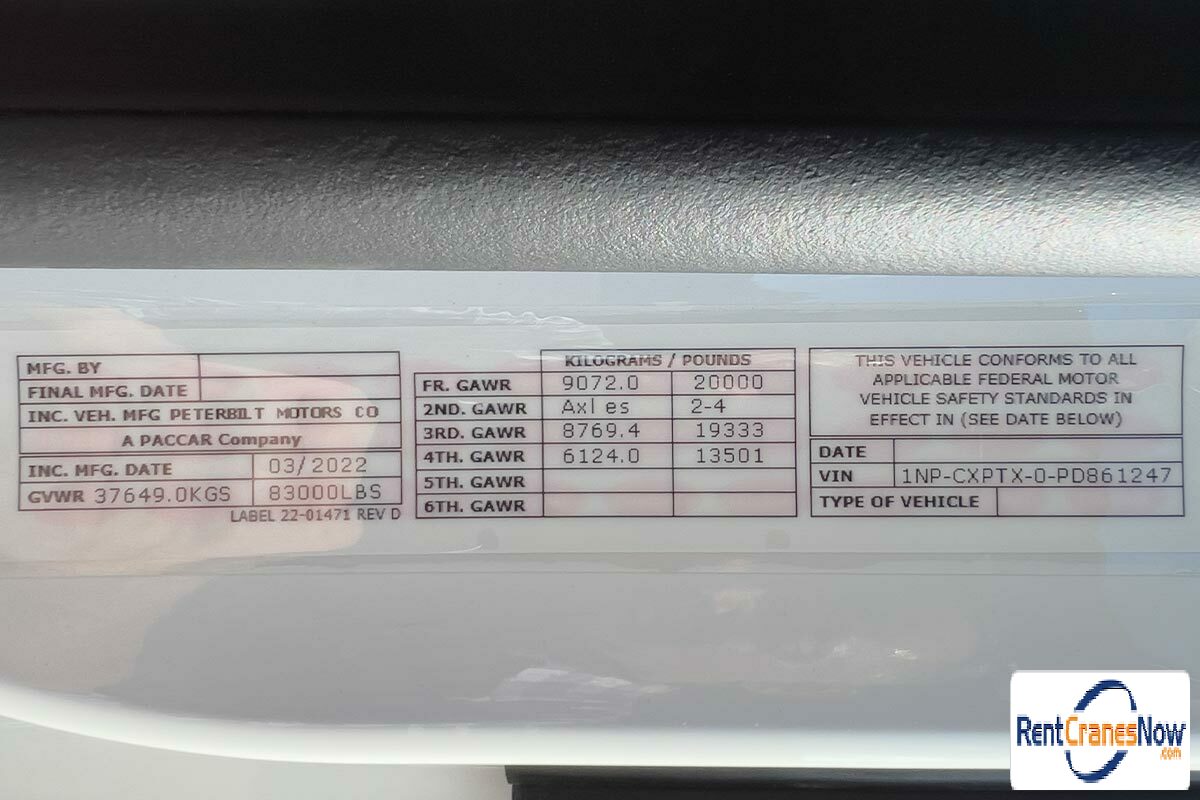 MFG. BY
FINAL MFG. DATE
INC. VEH. MFG PETERBILT MOTORS CO
A PACCAR Company
INC. MFG. DATE 03/2022
GVWR 37649.0KGS 83000LBS
LABEL 22-01471 REV D
KILOGRAMS / POUNDS
FR. GAWR 9072.0 20000
2ND. GAWR Axles 2-4
3RD. GAWR 8769.4 19333
4TH. GAWR 6124.0 13501
5TH. GAWR
6TH. GAWR
THIS VEHICLE CONFORMS TO ALL
APPLICABLE FEDERAL MOTOR
VEHICLE SAFETY STANDARDS IN
EFFECT IN (SEE DATE BELOW)
DATE
VIN 1NP-CXPTX-0-PD861247
TYPE OF VEHICLE
RentCranesNow
.com